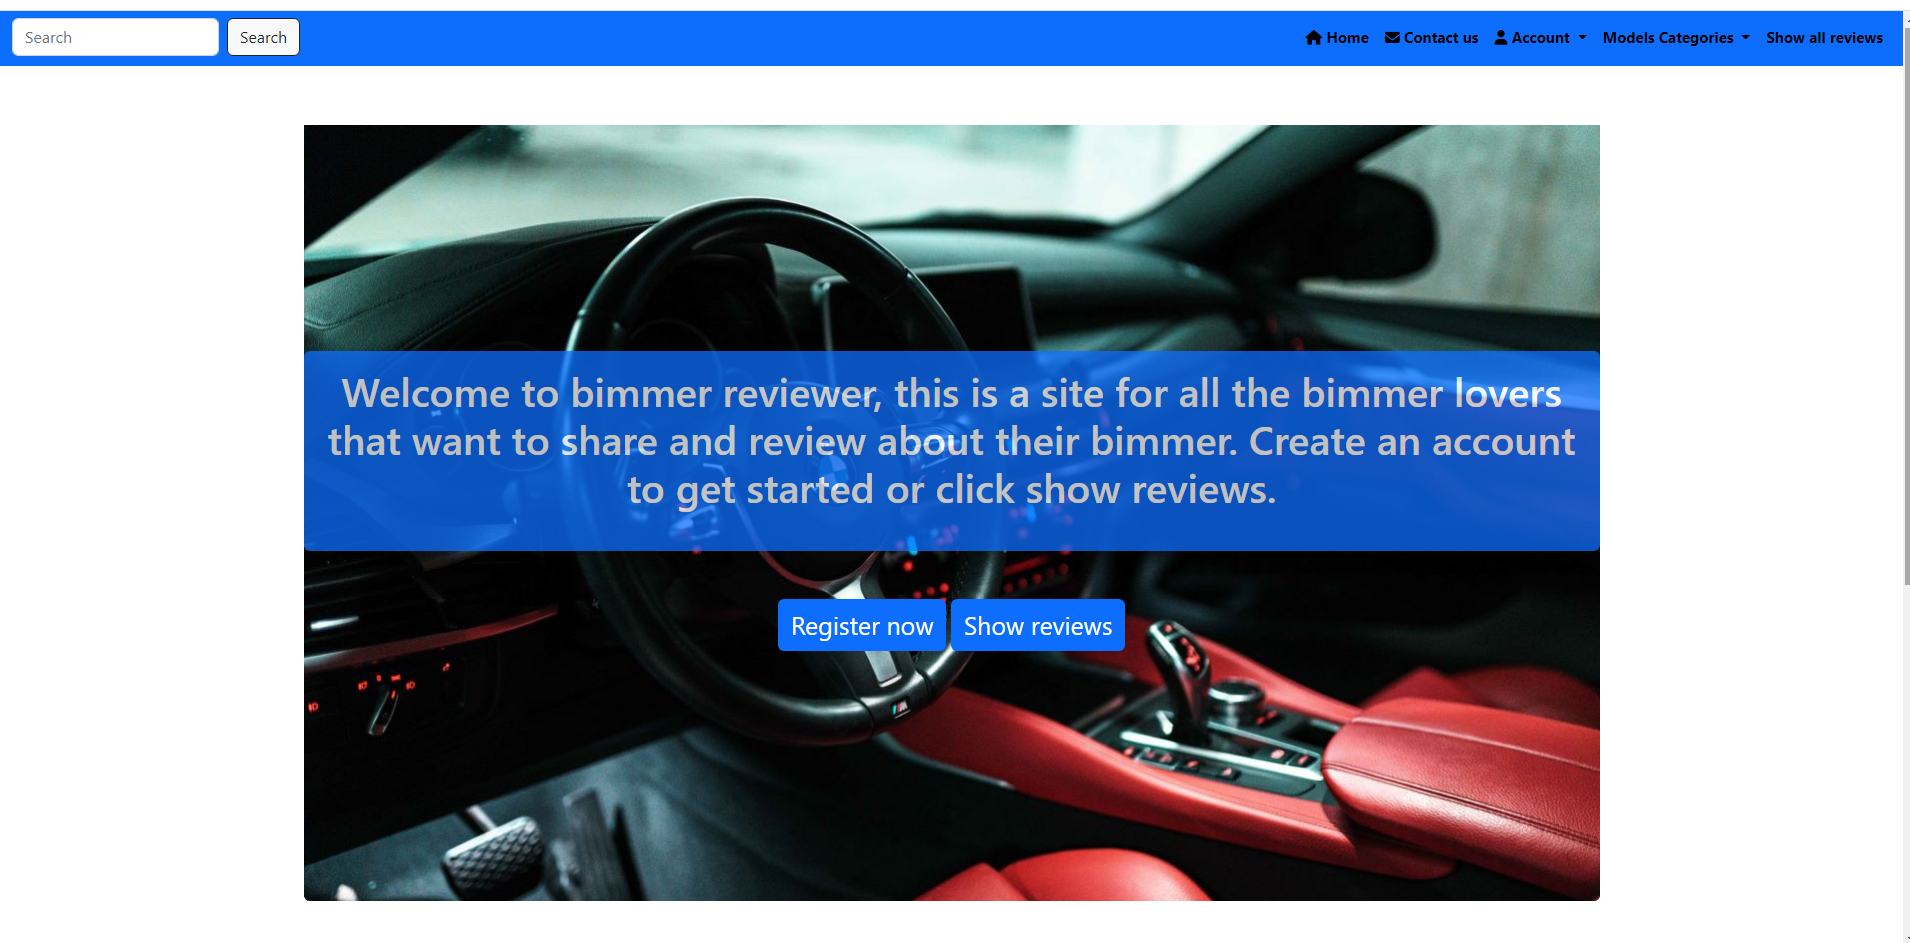 Search
Search
Home
Contact us
Account
Models Categories
Show all reviews
Welcome to bimmer reviewer, this is a site for all the bimmer lovers
that want to share and review about their bimmer. Create an account
to get started or click show reviews.
Register now
Show reviews